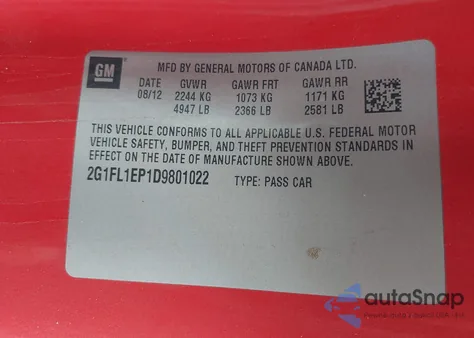 GM
MFD BY GENERAL MOTORS OF CANADA LTD.
DATE GVWR GAWR FRT GAWR RR
08/12 2244 KG 1073 KG 1171 KG
4947 LB 2366 LB 2581 LB
THIS VEHICLE CONFORMS TO ALL APPLICABLE U.S. FEDERAL MOTOR
VEHICLE SAFETY, BUMPER, AND THEFT PREVENTION STANDARDS IN
EFFECT ON THE DATE OF MANUFACTURE SHOWN ABOVE.
2G1FL1EP1D9801022 TYPE: PASS CAR
autoSnap